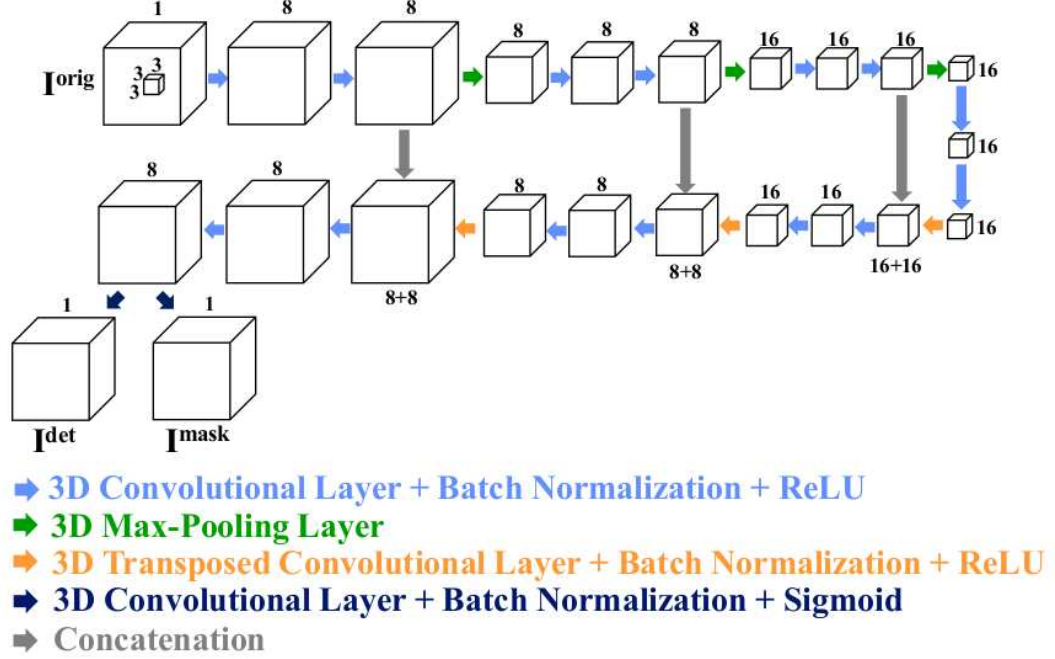 1 8 8
8 8 8
16 16 16
I^orig 3 3 3
16
16
8 8
8 8
16 16
16
8+8 8+8 16+16
1 1
I^det I^mask
3D Convolutional Layer + Batch Normalization + ReLU
3D Max-Pooling Layer
3D Transposed Convolutional Layer + Batch Normalization + ReLU
3D Convolutional Layer + Batch Normalization + Sigmoid
Concatenation